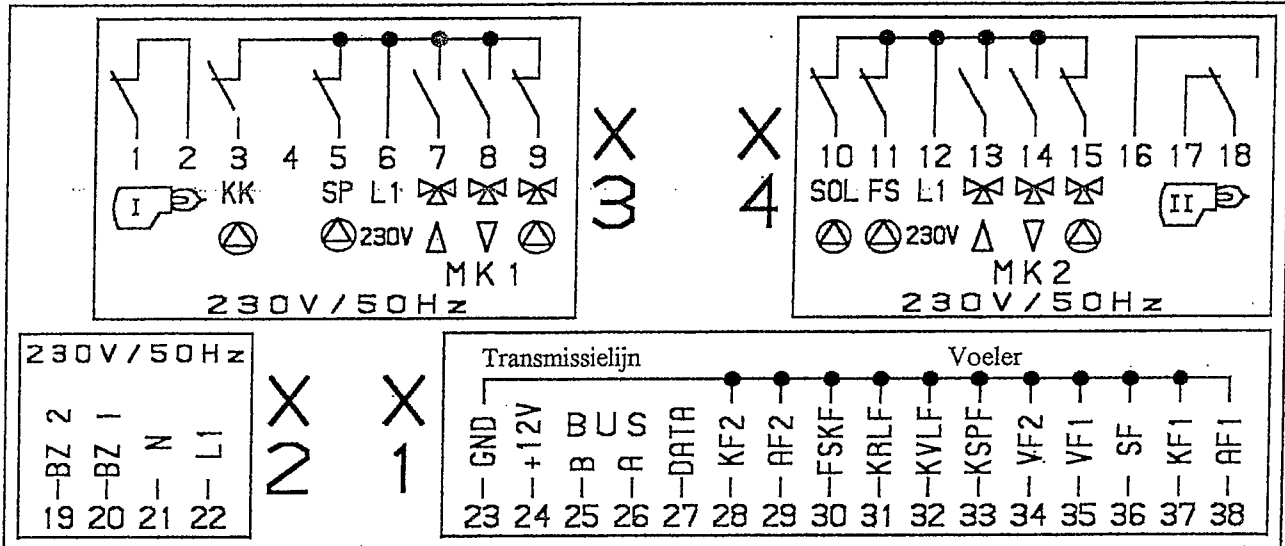 1 2 3 4 5 6 7 8 9
I KK SP L1
230V
MK1
230V/50Hz
X
3
X
4
10 11 12 13 14 15 16 17 18
SOL FS L1 II
230V
MK2
230V/50Hz
230V/50Hz
BZ 2 BZ 1 N L1
19 20 21 22
X
2
X
1
Transmissielijn Voeler
GND +12V BUS DATA KF2 AF2 FSKF KRLF KVLF KSPF VF2 VF1 SF KF1 AF1
B A
23 24 25 26 27 28 29 30 31 32 33 34 35 36 37 38